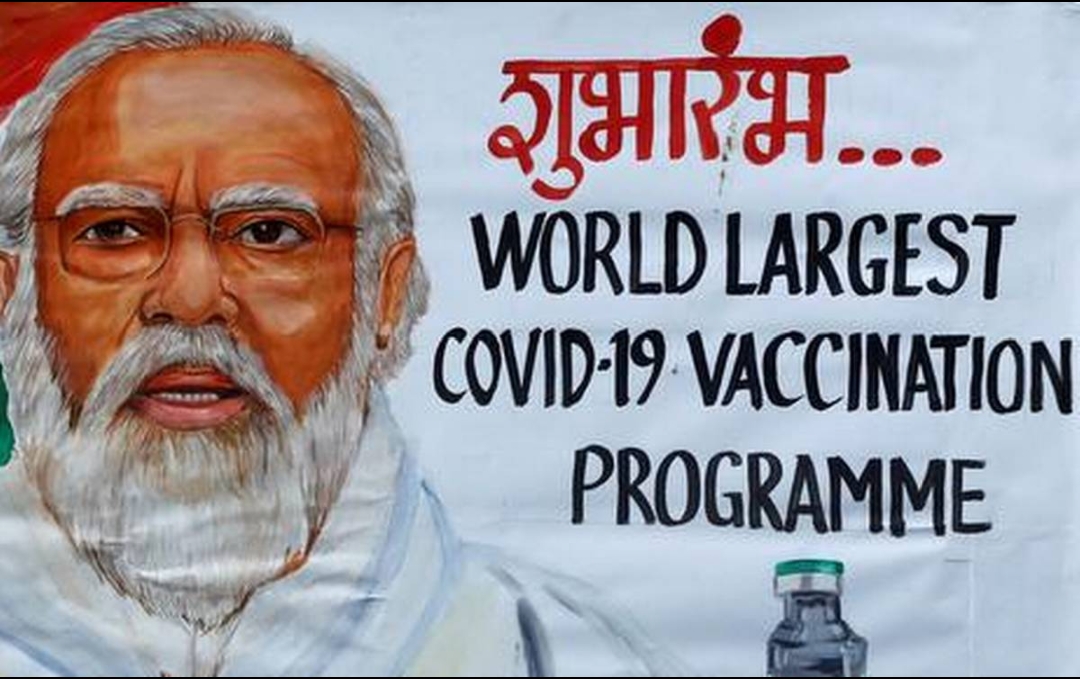 शुभारंभ...
WORLD LARGEST
COVID-19 VACCINATION
PROGRAMME